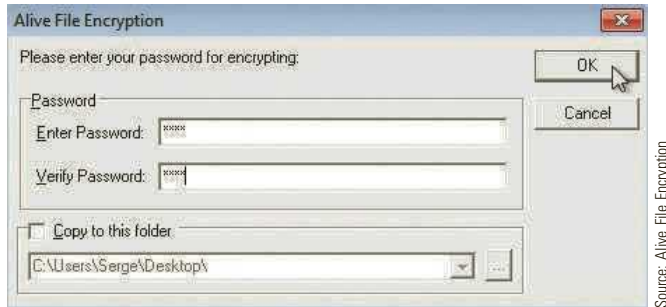 Alive File Encryption
Please enter your password for encrypting:
OK
Password
Enter Password: ****
Cancel
Verify Password: ****
Copy to this folder
C:\Users\Serge\Desktop\
...
Source: Alive File Encryption